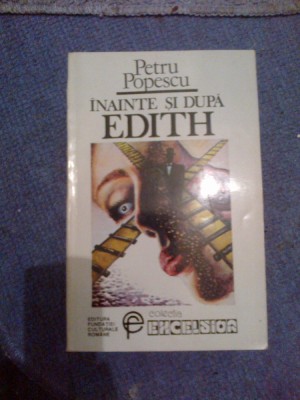 Petru
Popescu
ÎNAINTE ȘI DUPĂ
EDITH
EDITURA
FUNDAȚIEI
CULTURALE
ROMÂNE
colecția
EXCELSIOR